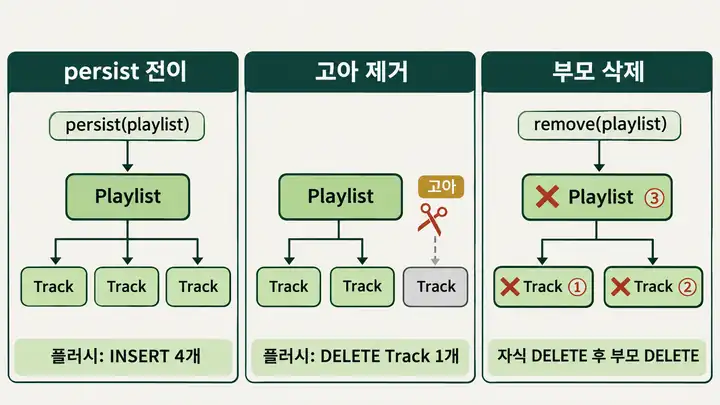 persist 전이
persist(playlist)
Playlist
Track
Track
Track
플러시: INSERT 4개
고아 제거
고아
Playlist
Track
Track
Track
플러시: DELETE Track 1개
부모 삭제
remove(playlist)
Playlist ③
Track ①
Track ②
자식 DELETE 후 부모 DELETE